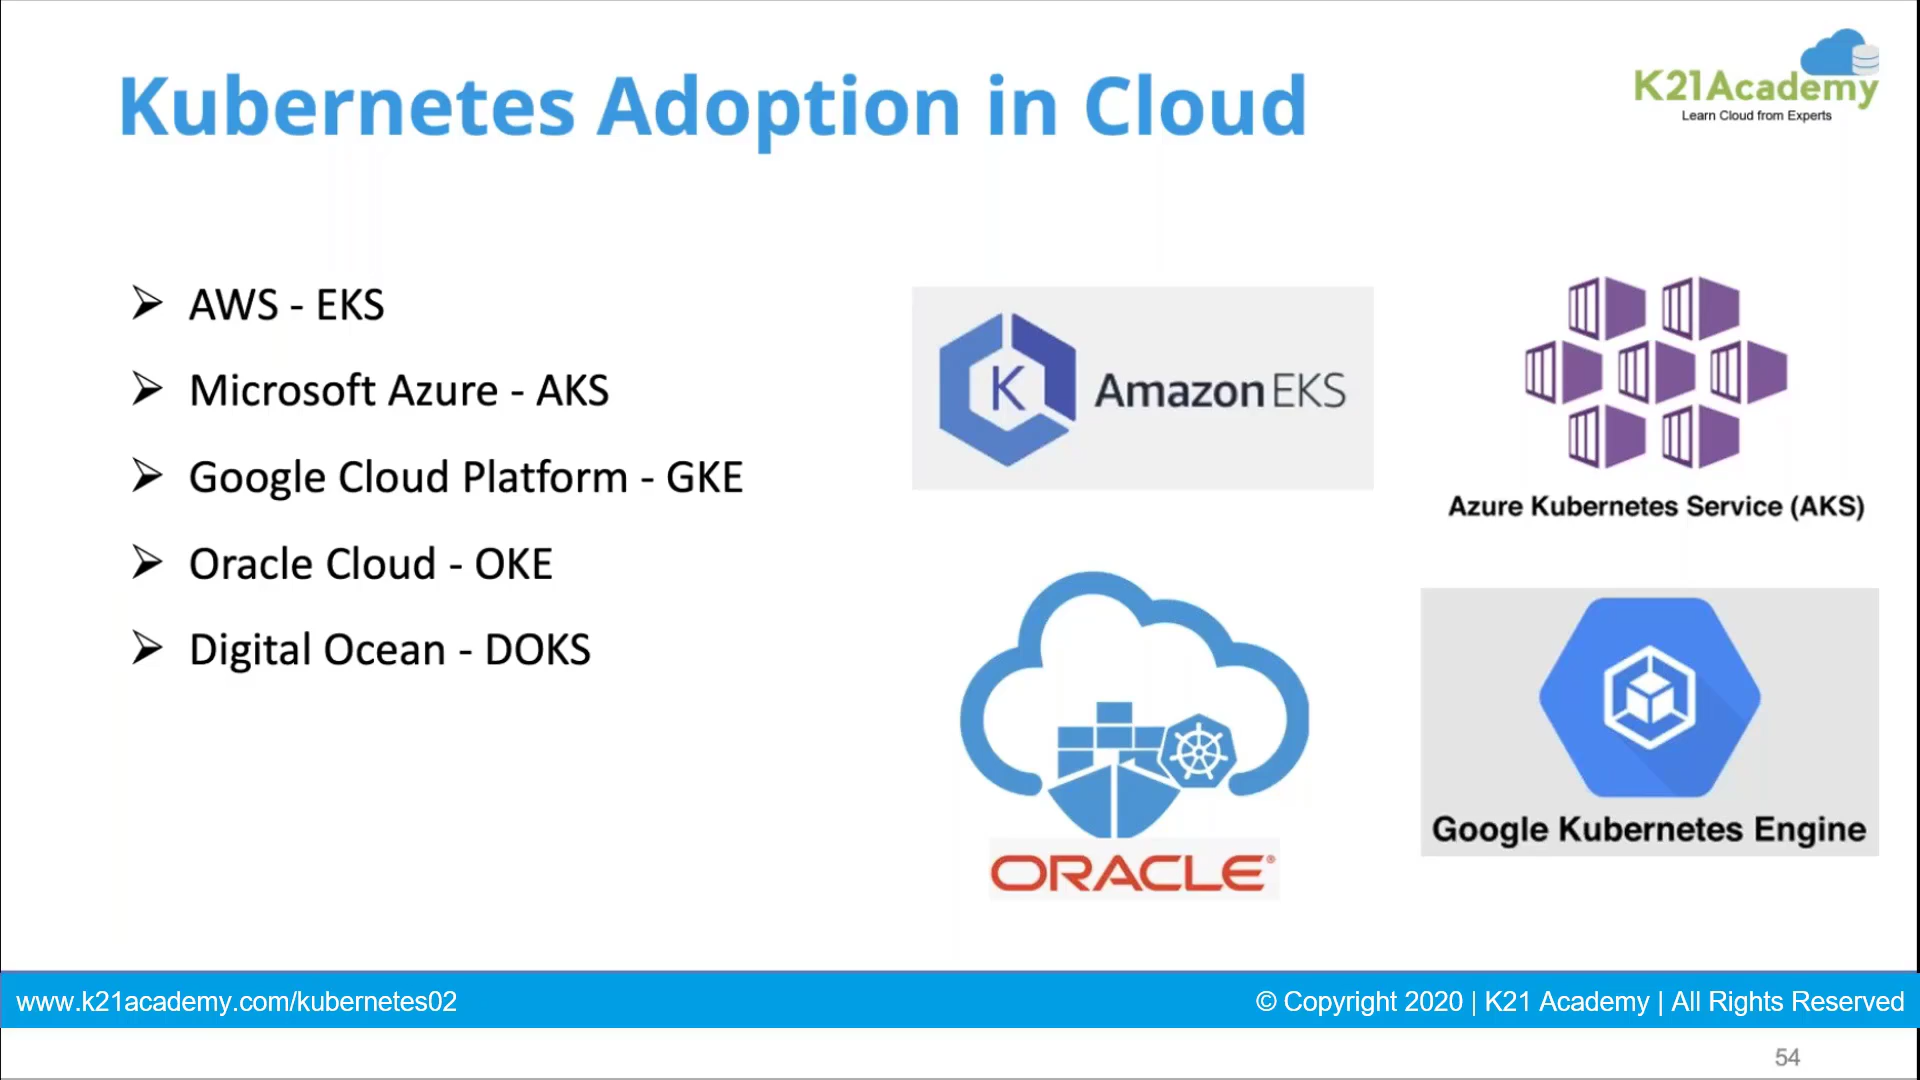 Kubernetes Adoption in Cloud
K21Academy
Learn Cloud from Experts
AWS - EKS
Microsoft Azure - AKS
Google Cloud Platform - GKE
Oracle Cloud - OKE
Digital Ocean - DOKS
K
Amazon EKS
Azure Kubernetes Service (AKS)
ORACLE®
Google Kubernetes Engine
www.k21academy.com/kubernetes02
© Copyright 2020 | K21 Academy | All Rights Reserved
54